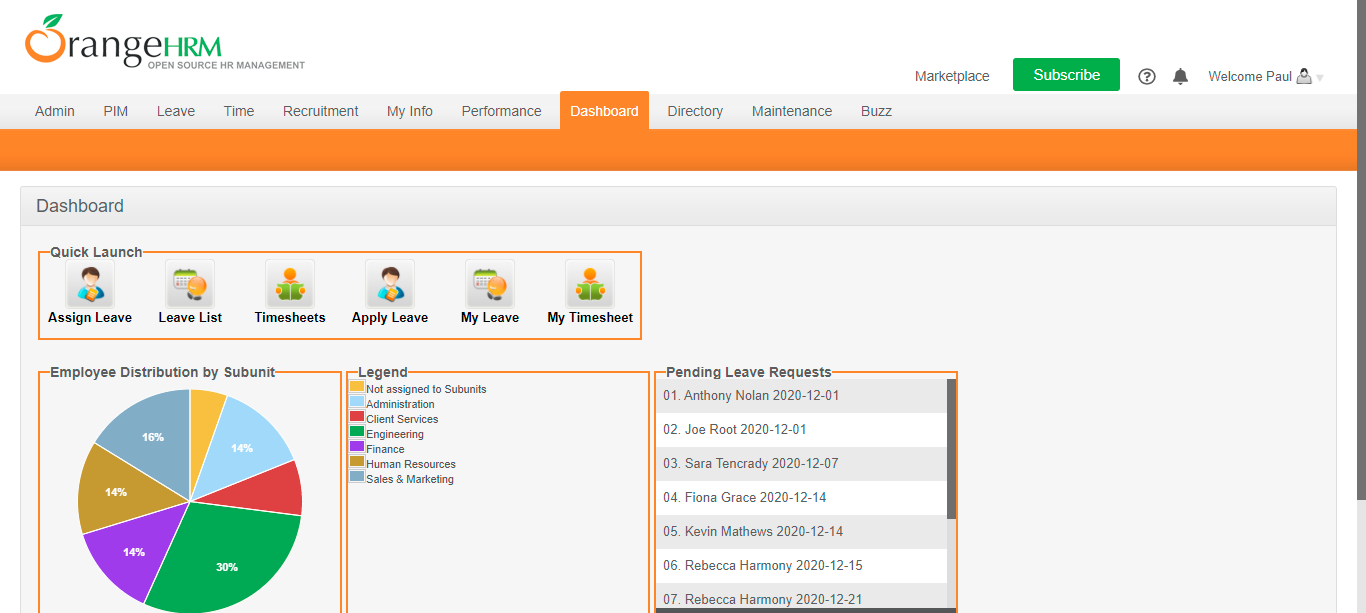 OrangeHRM
OPEN SOURCE HR MANAGEMENT
Marketplace
Subscribe
?
Welcome Paul
Admin PIM Leave Time Recruitment My Info Performance Dashboard Directory Maintenance Buzz
Dashboard
Quick Launch
Assign Leave Leave List Timesheets Apply Leave My Leave My Timesheet
Employee Distribution by Subunit
16%
14%
14%
14%
30%
Legend
Not assigned to Subunits
Administration
Client Services
Engineering
Finance
Human Resources
Sales & Marketing
Pending Leave Requests
01. Anthony Nolan 2020-12-01
02. Joe Root 2020-12-01
03. Sara Tencrady 2020-12-07
04. Fiona Grace 2020-12-14
05. Kevin Mathews 2020-12-14
06. Rebecca Harmony 2020-12-15
07. Rebecca Harmony 2020-12-21